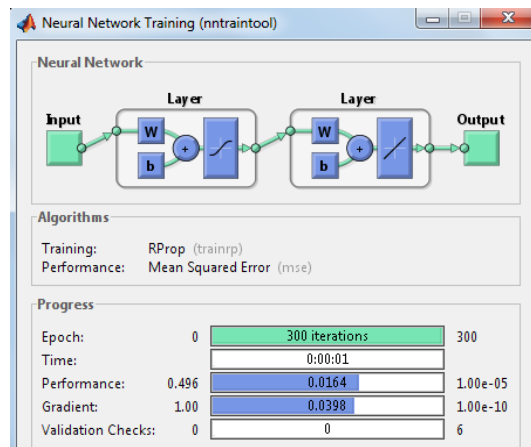 Neural Network Training (nntraintool)
Neural Network
Layer Layer
Input Output
W W
b b
+ +
Algorithms
Training: RProp (trainrp)
Performance: Mean Squared Error (mse)
Progress
Epoch: 0 300 iterations 300
Time: 0:00:01
Performance: 0.496 0.0164 1.00e-05
Gradient: 1.00 0.0398 1.00e-10
Validation Checks: 0 0 6